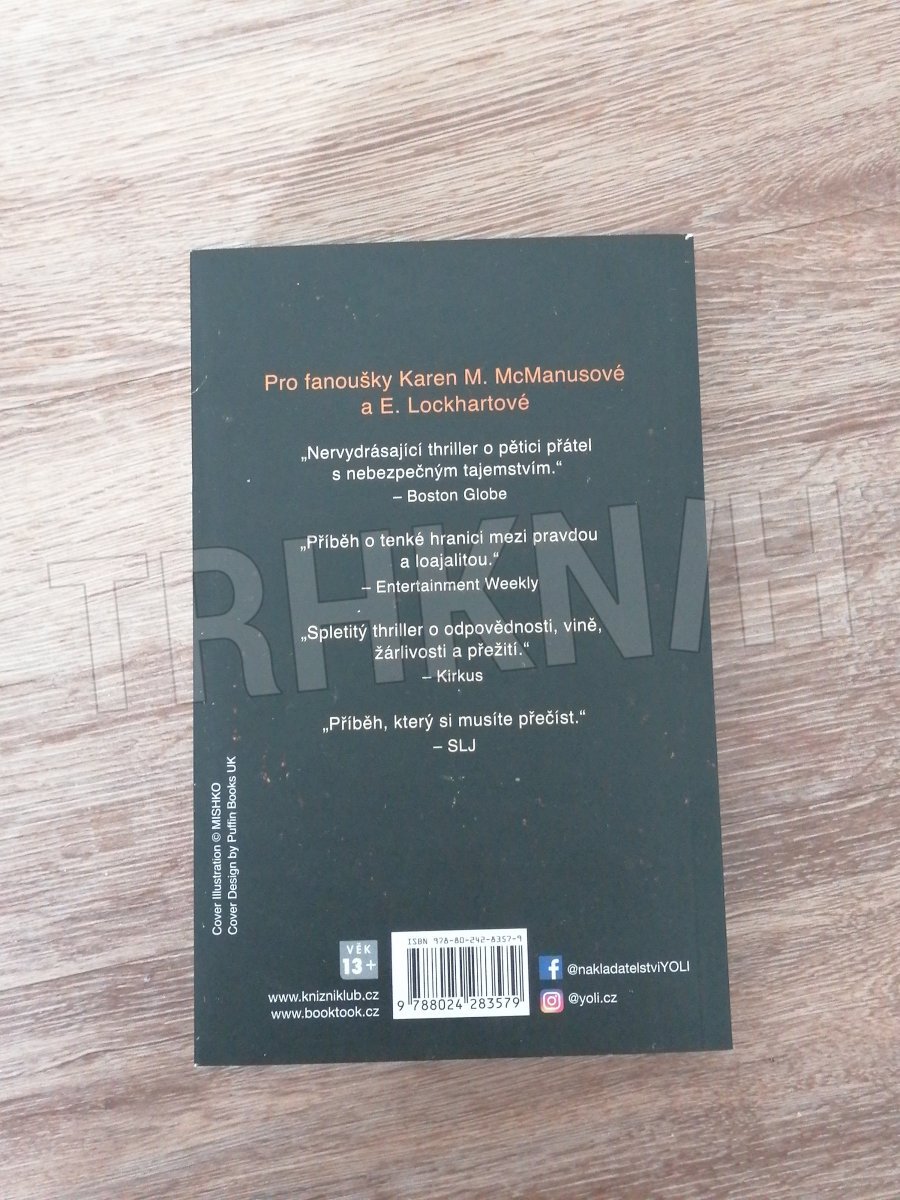 Pro fanoušky Karen M. McManusové
a E. Lockhartové
„Nervydrásající thriller o pětici přátel
s nebezpečným tajemstvím.“
– Boston Globe
„Příběh o tenké hranici mezi pravdou
a loajalitou.“
– Entertainment Weekly
„Spletitý thriller o odpovědnosti, vině,
žárlivosti a přežití.“
– Kirkus
„Příběh, který si musíte přečíst.“
– SLJ
TRHKNIH
Cover Illustration © MISHKO
Cover Design by Puffin Books UK
VĚK
13+
www.knizniklub.cz
www.booktook.cz
ISBN 978-80-242-8357-9
9 788024 283579
@nakladatelstviYOLI
@yoli.cz